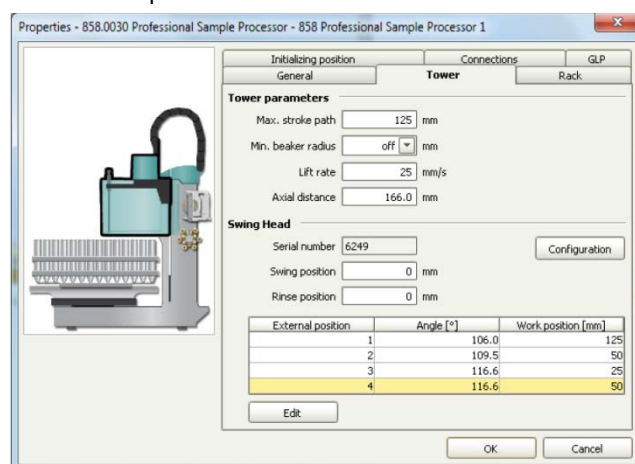 Properties - 858.0030 Professional Sample Processor - 858 Professional Sample Processor 1
Initializing position Connections GLP
General Tower Rack
Tower parameters
Max. stroke path 125 mm
Min. beaker radius off mm
Lift rate 25 mm/s
Axial distance 166.0 mm
Swing Head
Serial number 6249 Configuration
Swing position 0 mm
Rinse position 0 mm
External position Angle [°] Work position [mm]
1 106.0 125
2 109.5 50
3 116.6 25
4 116.6 50
Edit
OK Cancel